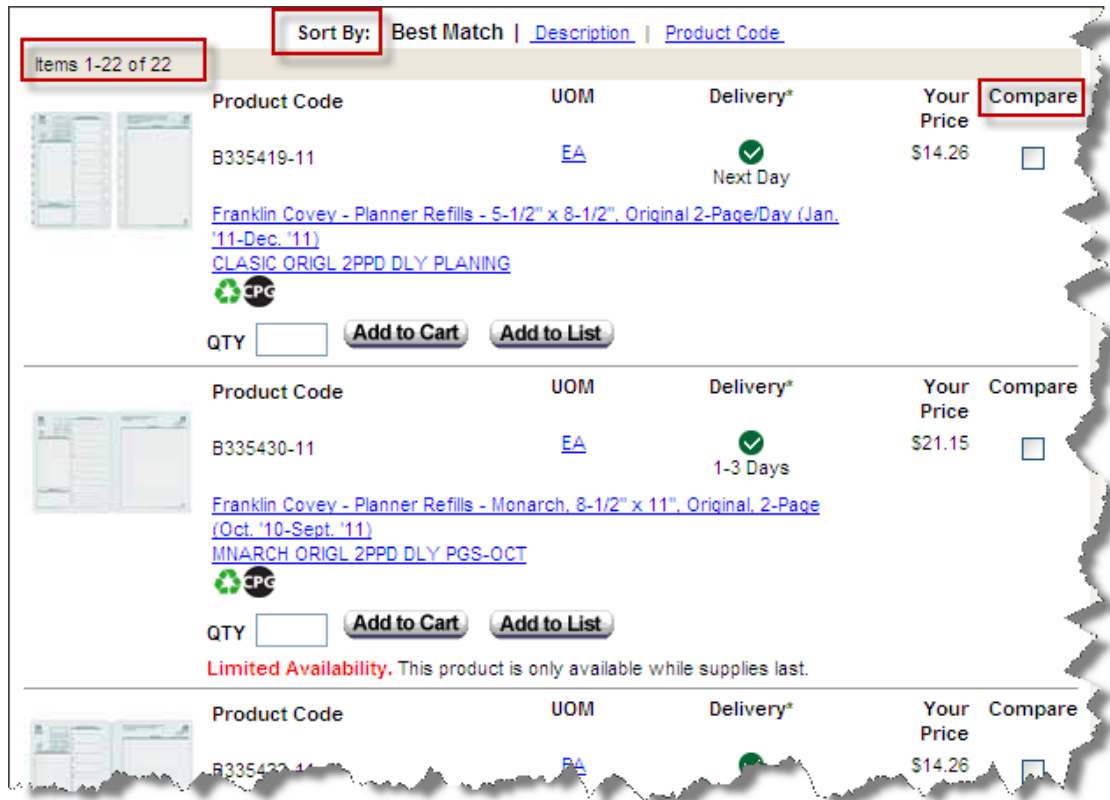 Sort By: Best Match | Description | Product Code
Items 1-22 of 22
Product Code UOM Delivery* Your Price Compare
B335419-11 EA Next Day $14.26
Franklin Covey - Planner Refills - 5-1/2" x 8-1/2", Original 2-Page/Day (Jan.
'11-Dec. '11)
CLASIC ORIGL 2PPD DLY PLANING
CPG
QTY Add to Cart Add to List
Product Code UOM Delivery* Your Price Compare
B335430-11 EA 1-3 Days $21.15
Franklin Covey - Planner Refills - Monarch, 8-1/2" x 11", Original, 2-Page
(Oct. '10-Sept. '11)
MNARCH ORIGL 2PPD DLY PGS-OCT
CPG
QTY Add to Cart Add to List
Limited Availability. This product is only available while supplies last.
Product Code UOM Delivery* Your Price Compare
EA $14.26